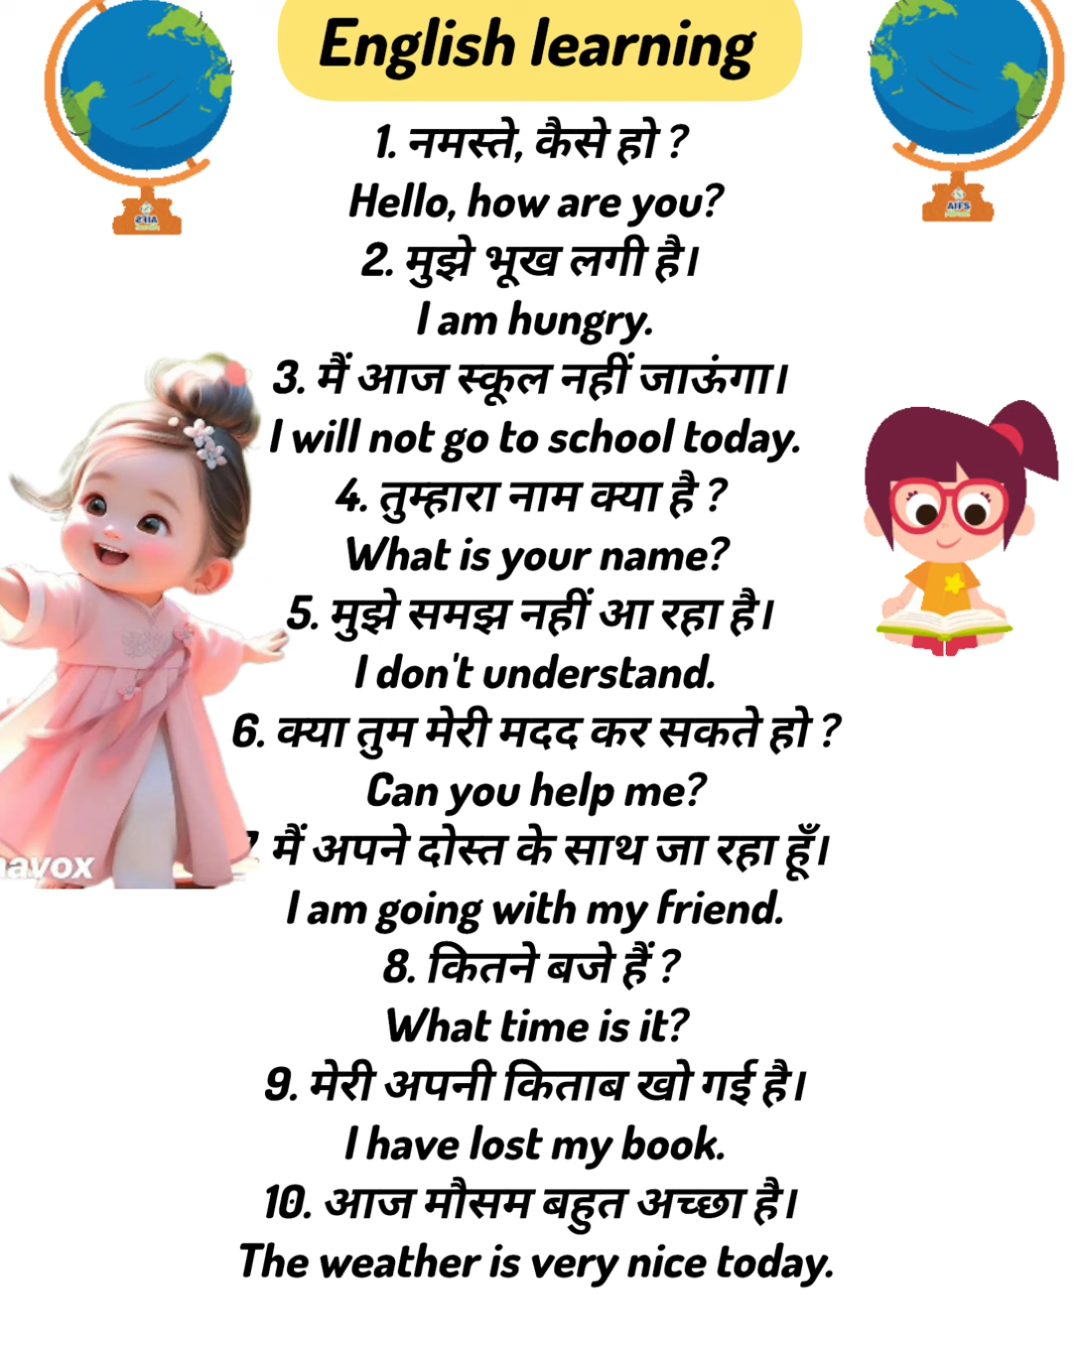 English learning
1. नमस्ते, कैसे हो ?
Hello, how are you?
2. मुझे भूख लगी है।
I am hungry.
3. मैं आज स्कूल नहीं जाऊंगा।
I will not go to school today.
4. तुम्हारा नाम क्या है ?
What is your name?
5. मुझे समझ नहीं आ रहा है।
I don't understand.
6. क्या तुम मेरी मदद कर सकते हो ?
Can you help me?
मैं अपने दोस्त के साथ जा रहा हूँ।
I am going with my friend.
8. कितने बजे हैं ?
What time is it?
9. मेरी अपनी किताब खो गई है।
I have lost my book.
10. आज मौसम बहुत अच्छा है।
The weather is very nice today.